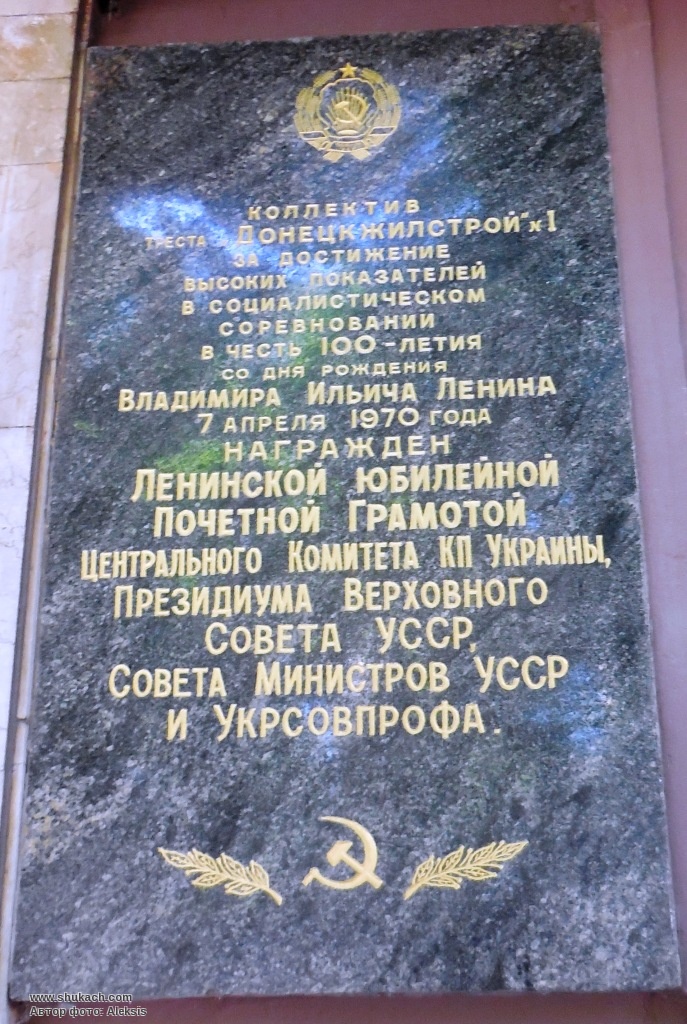 КОЛЛЕКТИВ
ТРЕСТА „ДОНЕЦКЖИЛСТРОЙ" №1
ЗА ДОСТИЖЕНИЕ
ВЫСОКИХ ПОКАЗАТЕЛЕЙ
В СОЦИАЛИСТИЧЕСКОМ
СОРЕВНОВАНИИ
В ЧЕСТЬ 100-ЛЕТИЯ
СО ДНЯ РОЖДЕНИЯ
ВЛАДИМИРА ИЛЬИЧА ЛЕНИНА
7 АПРЕЛЯ 1970 ГОДА
НАГРАЖДЕН
ЛЕНИНСКОЙ ЮБИЛЕЙНОЙ
ПОЧЕТНОЙ ГРАМОТОЙ
ЦЕНТРАЛЬНОГО КОМИТЕТА КП УКРАИНЫ,
ПРЕЗИДИУМА ВЕРХОВНОГО
СОВЕТА УССР,
СОВЕТА МИНИСТРОВ УССР
И УКРСОВПРОФА.
www.shukach.com
Автор фото: Aleksis